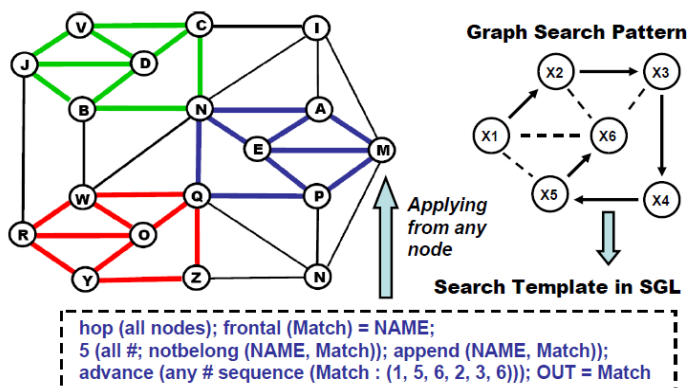 V
C
I
Graph Search Pattern
J
D
X2
X3
B
N
A
X1
X6
E
M
W
Q
P
X5
X4
Applying
from any
node
R
O
Y
Z
N
Search Template in SGL
hop (all nodes); frontal (Match) = NAME;
5 (all #; notbelong (NAME, Match)); append (NAME, Match));
advance (any # sequence (Match : (1, 5, 6, 2, 3, 6))); OUT = Match